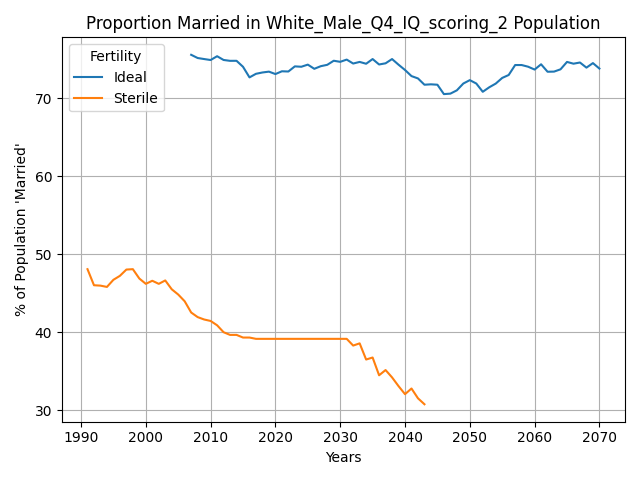 Proportion Married in White_Male_Q4_IQ_scoring_2 Population
Fertility
Ideal
Sterile
% of Population 'Married'
70
60
50
40
30
1990 2000 2010 2020 2030 2040 2050 2060 2070
Years